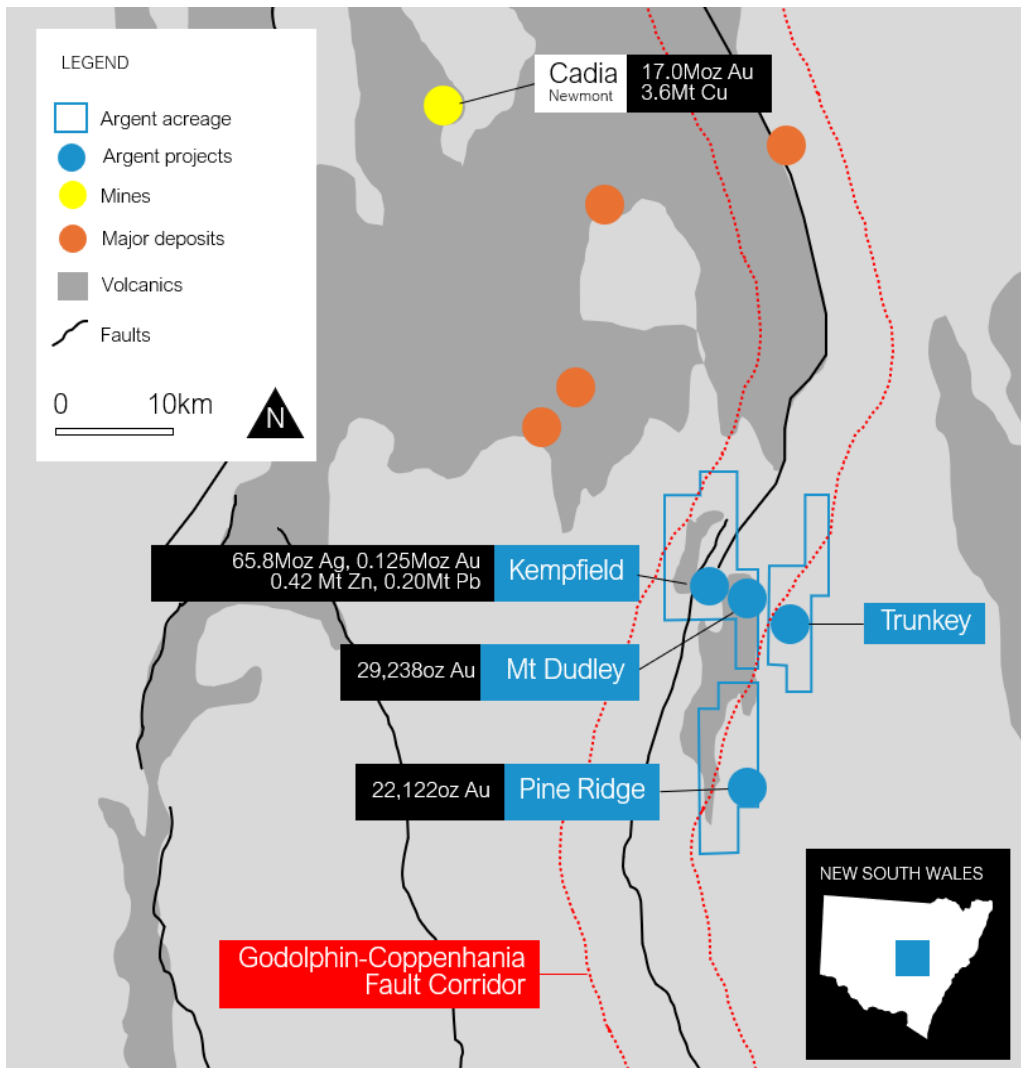 LEGEND
Argent acreage
Argent projects
Mines
Major deposits
Volcanics
Faults
0 10km
N
Cadia
Newmont
17.0Moz Au
3.6Mt Cu
65.8Moz Ag, 0.125Moz Au
0.42 Mt Zn, 0.20Mt Pb
Kempfield
Trunkey
29,238oz Au
Mt Dudley
22,122oz Au
Pine Ridge
Godolphin-Coppenhania
Fault Corridor
NEW SOUTH WALES